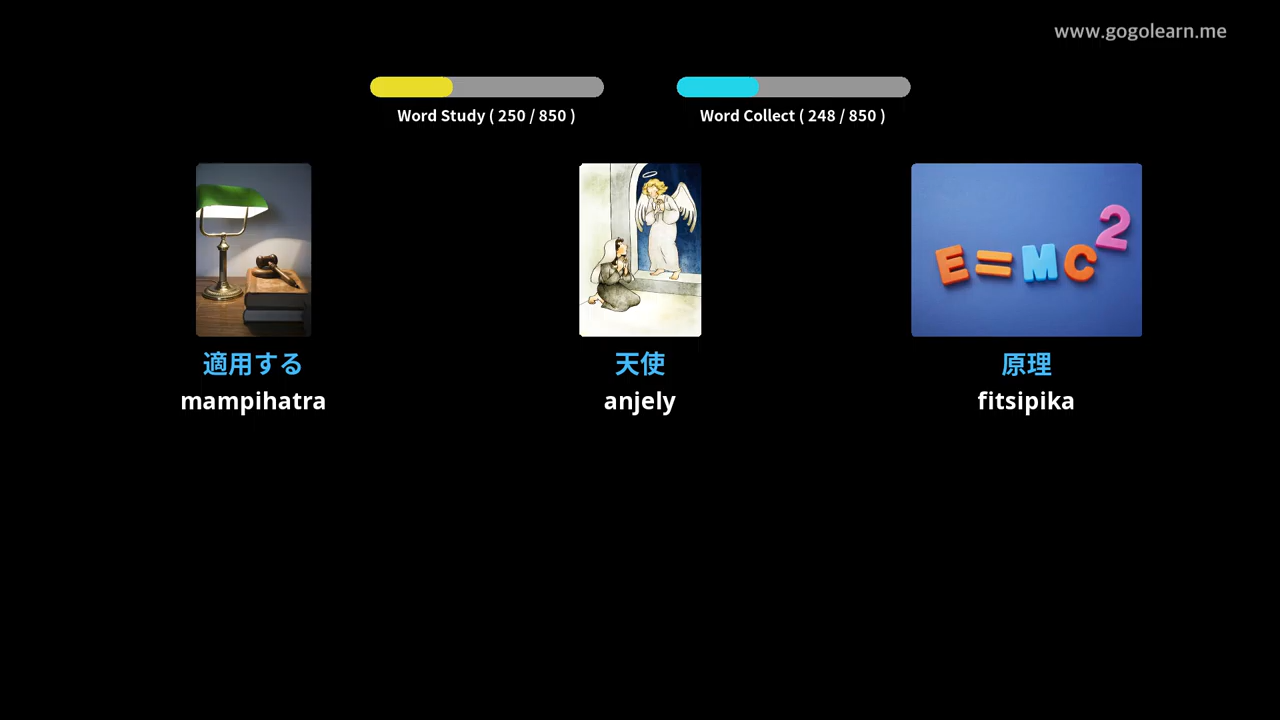 www.gogolearn.me
Word Study ( 250 / 850 )
Word Collect ( 248 / 850 )
E=MC2
適用する
天使
原理
mampihatra
anjely
fitsipika